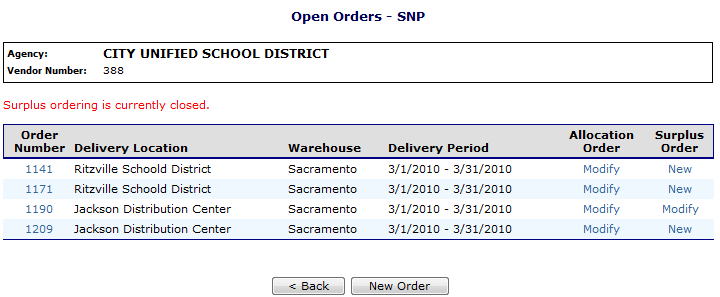 Open Orders - SNP
Agency: CITY UNIFIED SCHOOL DISTRICT
Vendor Number: 388
Surplus ordering is currently closed.
Order Number Delivery Location Warehouse Delivery Period Allocation Order Surplus Order
1141 Ritzville Schoold District Sacramento 3/1/2010 - 3/31/2010 Modify New
1171 Ritzville Schoold District Sacramento 3/1/2010 - 3/31/2010 Modify New
1190 Jackson Distribution Center Sacramento 3/1/2010 - 3/31/2010 Modify Modify
1209 Jackson Distribution Center Sacramento 3/1/2010 - 3/31/2010 Modify New
< Back New Order